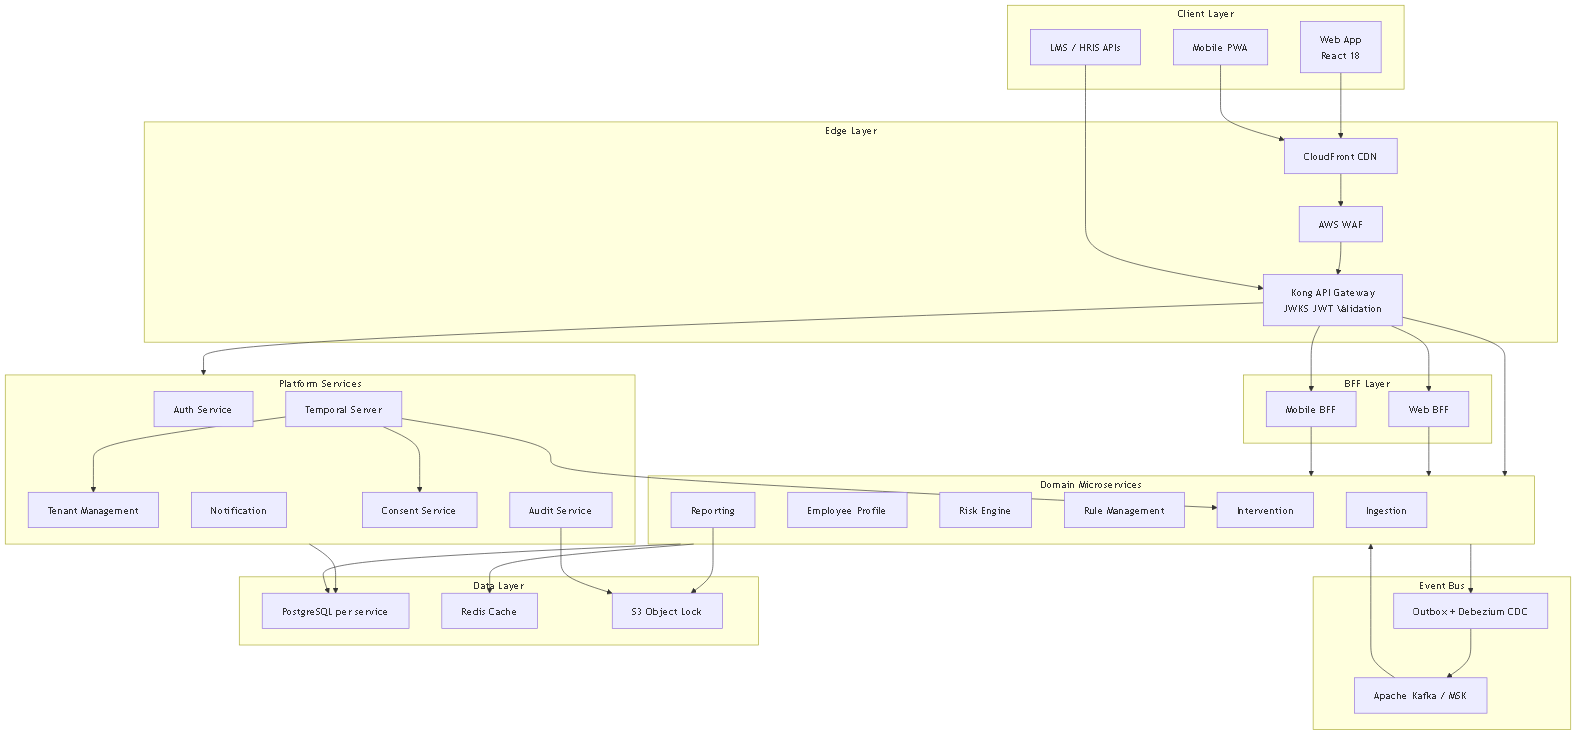 Client Layer
LMS / HRIS APIs
Mobile PWA
Web App
React 18
Edge Layer
CloudFront CDN
AWS WAF
Kong API Gateway
JWKS JWT Validation
Platform Services
Auth Service
Temporal Server
Tenant Management
Notification
Consent Service
Audit Service
BFF Layer
Mobile BFF
Web BFF
Domain Microservices
Reporting
Employee Profile
Risk Engine
Rule Management
Intervention
Ingestion
Data Layer
PostgreSQL per service
Redis Cache
S3 Object Lock
Event Bus
Outbox + Debezium CDC
Apache Kafka / MSK